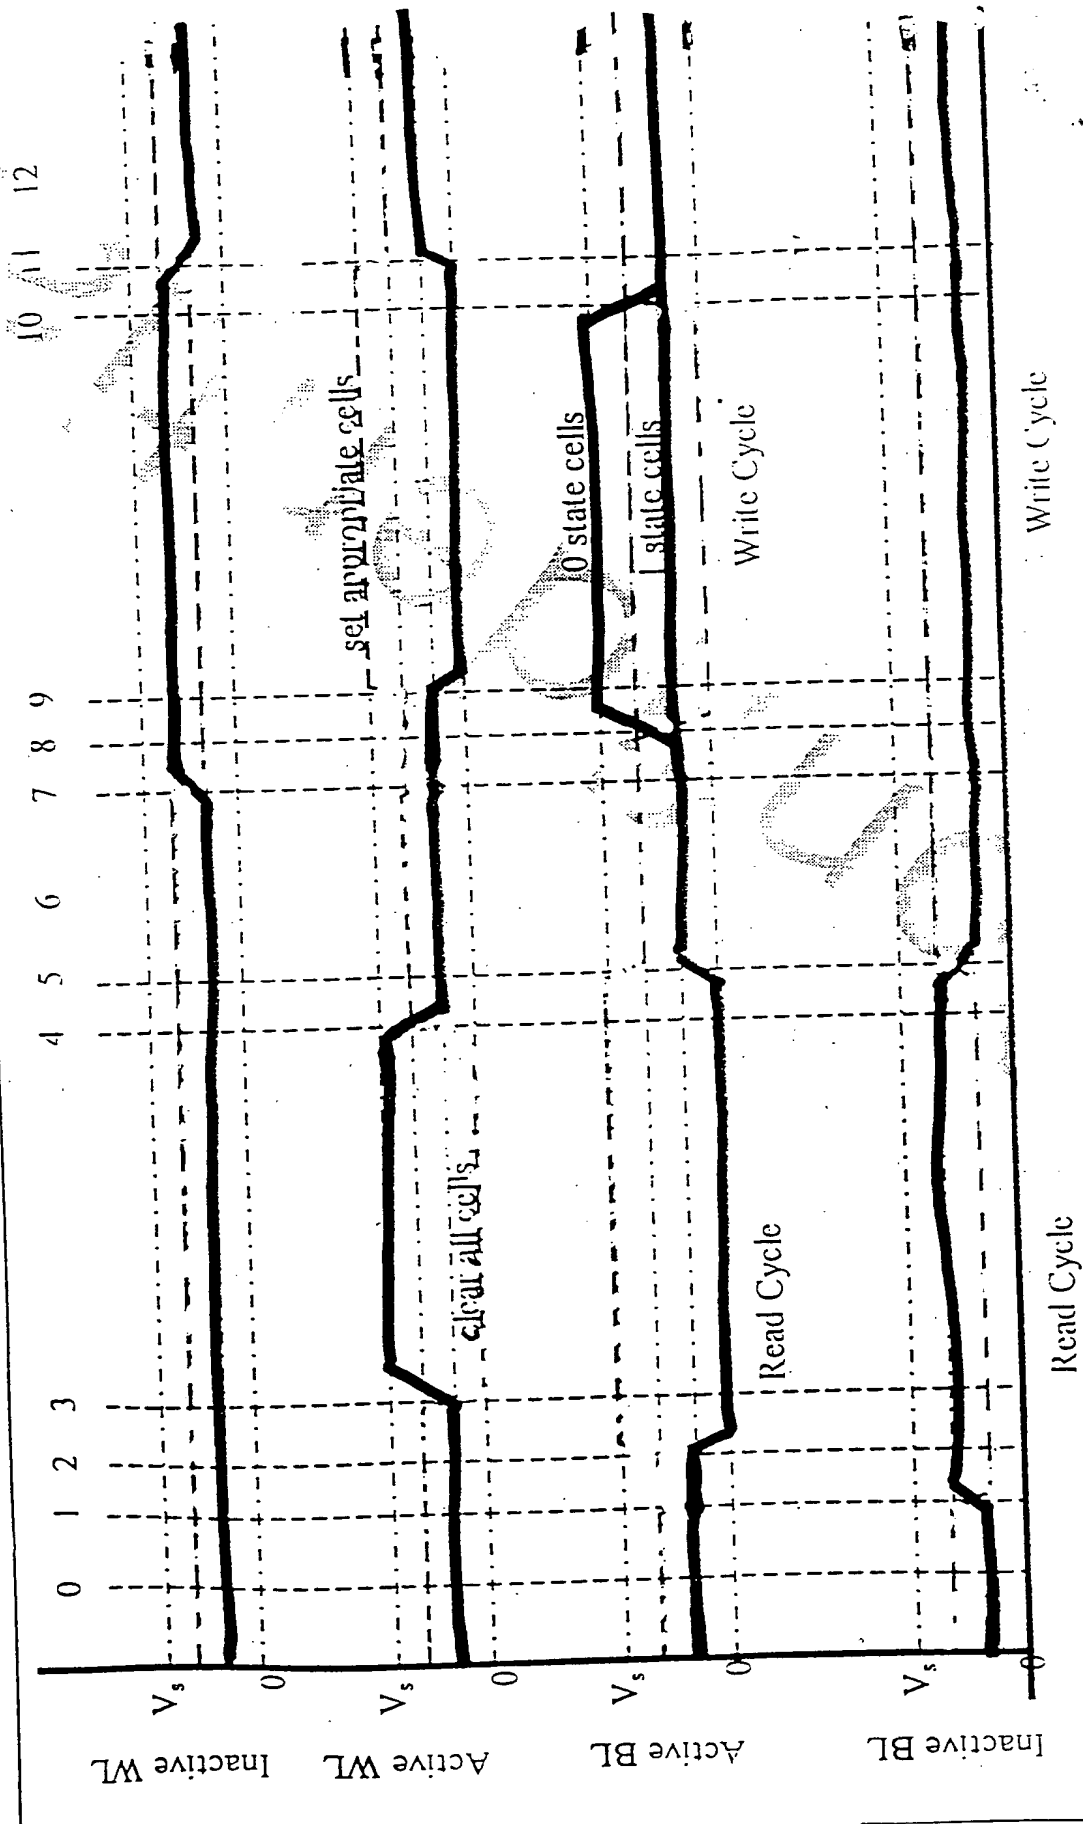 0 1 2 3 4 5 6 7 8 9 10 11 12
Inactive WL
Vs
0
Active WL
Vs
0
clear all cells
set appropriate cells
Active BL
Vs
0
0 state cells
1 state cells
Read Cycle
Write Cycle
Inactive BL
Vs
0
Read Cycle
Write Cycle